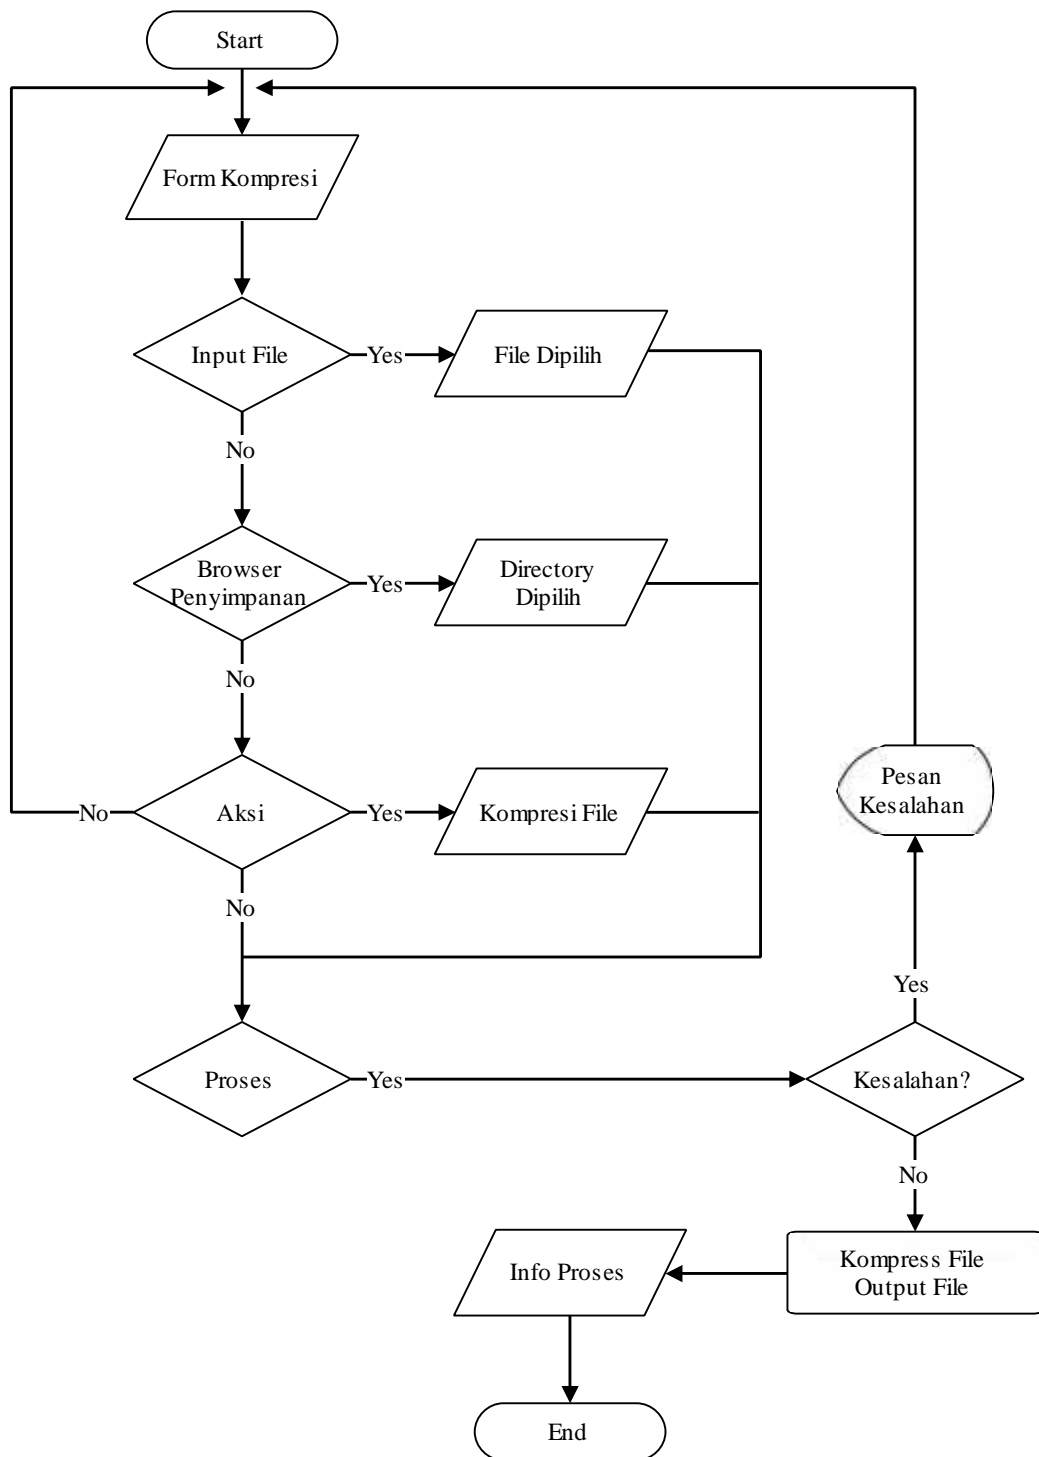 Start
Form Kompresi
Input File
Yes
File Dipilih
No
Browser
Penyimpanan
Yes
Directory
Dipilih
No
Aksi
No
Yes
Kompresi File
Pesan
Kesalahan
No
Yes
Proses
Yes
Kesalahan?
No
Kompress File
Output File
Info Proses
End